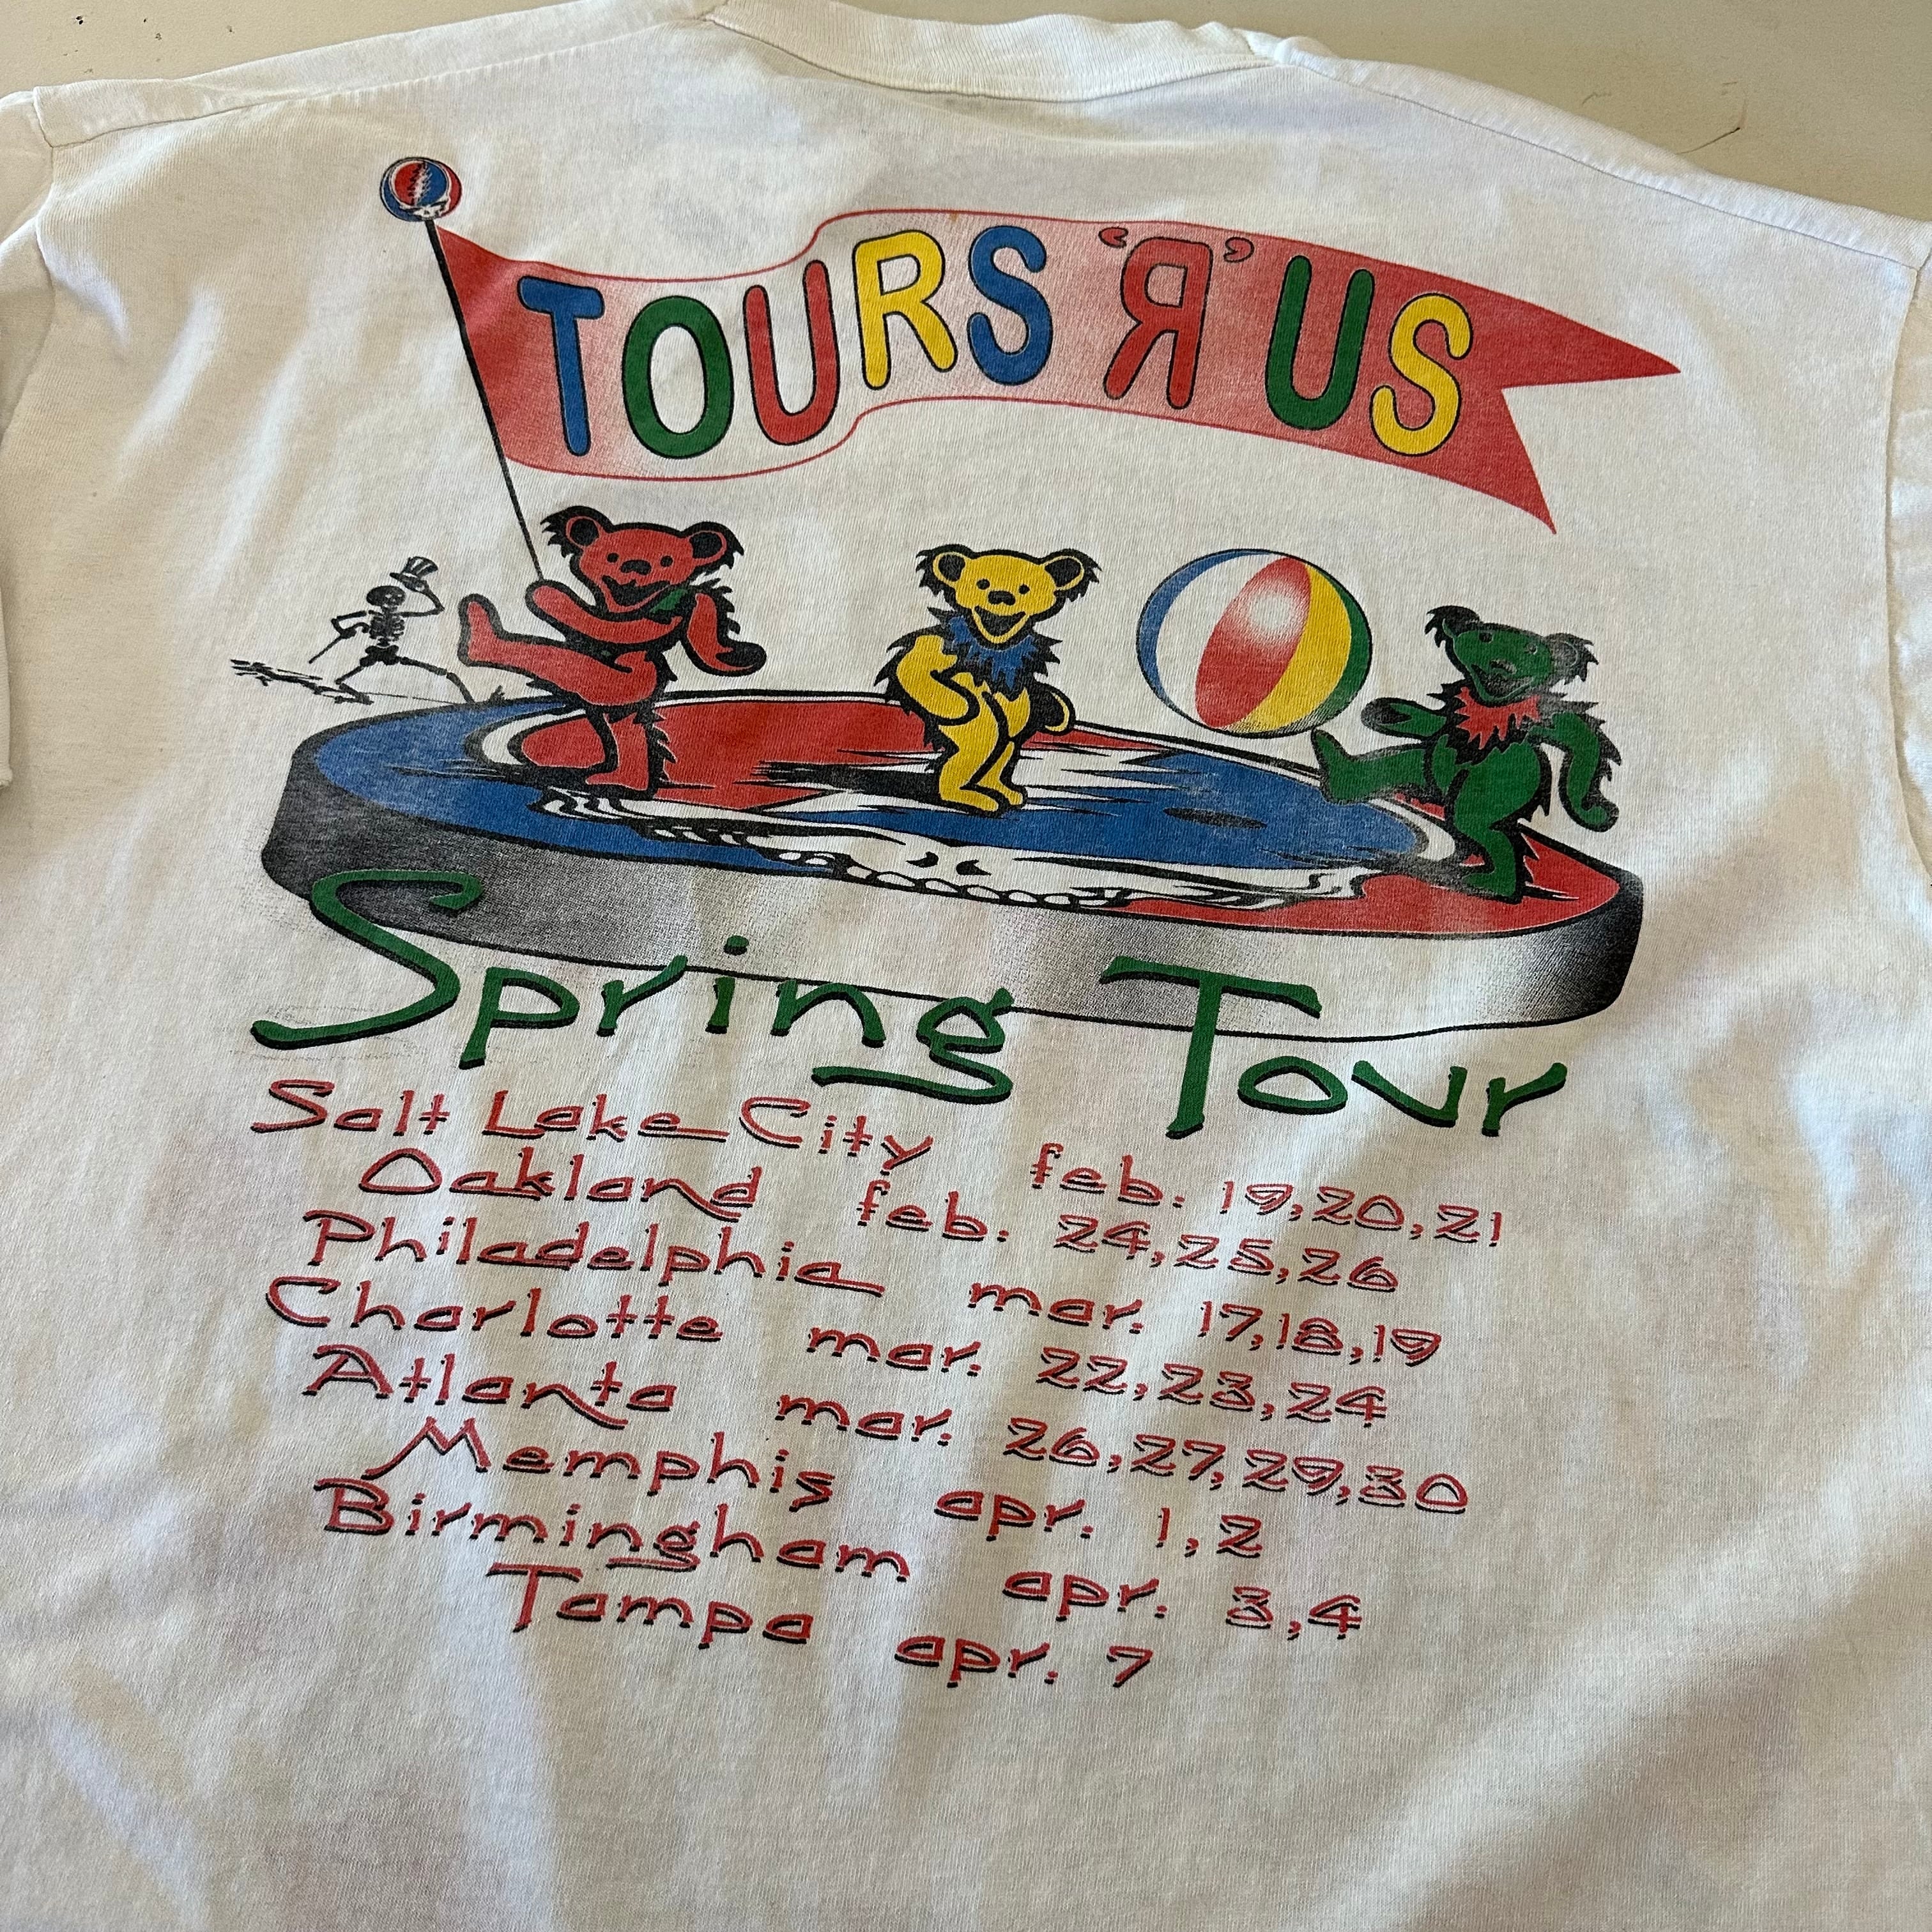 TOURS 'Я' US
Spring Tour
Salt Lake City feb. 19,20,21
Oakland feb. 24,25,26
Philadelphia mar. 17,18,19
Charlotte mar. 22,23,24
Atlanta mar. 26,27,29,30
Memphis apr. 1,2
Birmingham apr. 3,4
Tampa apr. 7